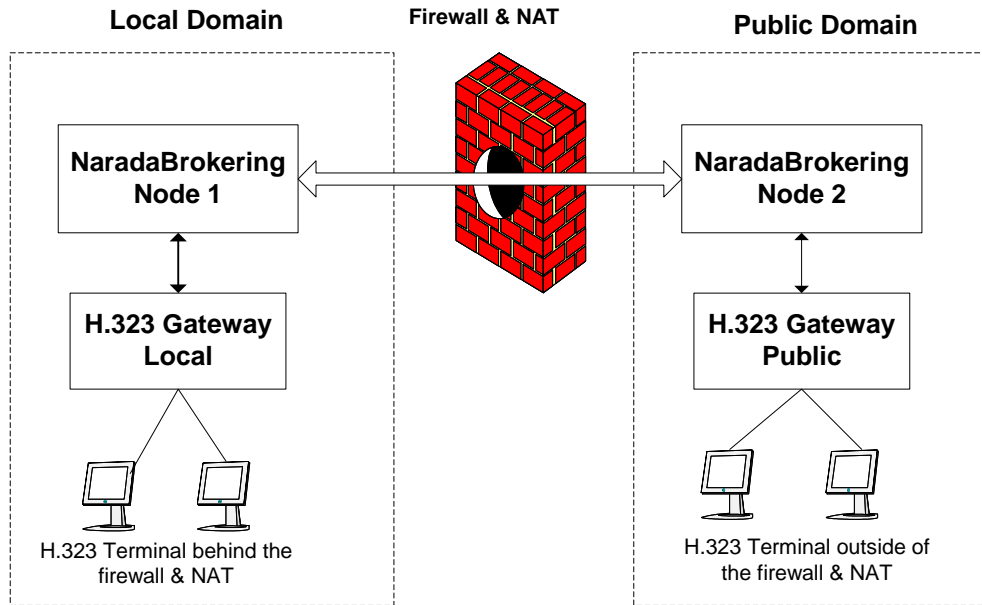 Local Domain
Firewall & NAT
Public Domain
NaradaBrokering
Node 1
NaradaBrokering
Node 2
H.323 Gateway
Local
H.323 Gateway
Public
H.323 Terminal behind the
firewall & NAT
H.323 Terminal outside of
the firewall & NAT